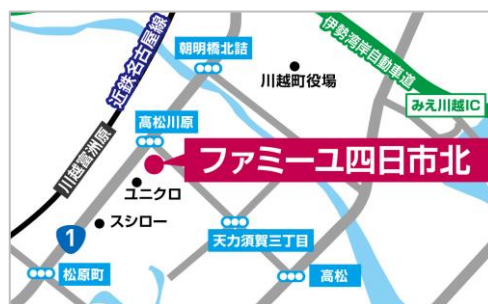 朝明橋北詰
川越町役場
伊勢湾岸自動車道
みえ川越IC
近鉄名古屋線
高松川原
川越富洲原
ファミーユ四日市北
ユニクロ
スシロー
天力須賀三丁目
1
松原町
高松